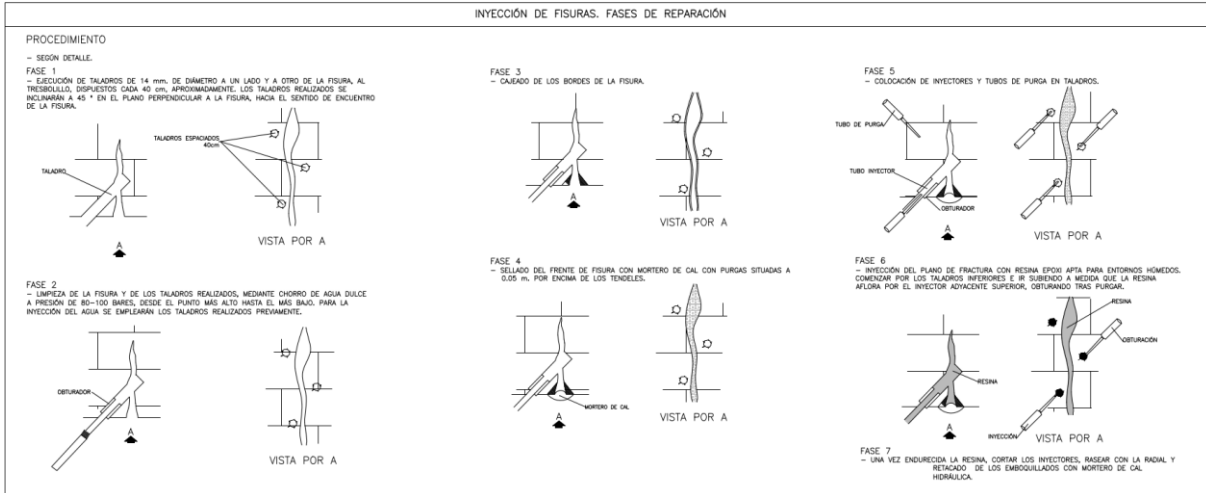 INYECCIÓN DE FISURAS. FASES DE REPARACIÓN
PROCEDIMIENTO
- SEGÚN DETALLE.
FASE 1
- EJECUCIÓN DE TALADROS DE 14 mm. DE DIÁMETRO A UN LADO Y A OTRO DE LA FISURA, AL
TRESBOLILLO, DISPUESTOS CADA 40 cm. APROXIMADAMENTE. LOS TALADROS REALIZADOS SE
INCLINARÁN A 45 º EN EL PLANO PERPENDICULAR A LA FISURA, HACIA EL SENTIDO DE ENCUENTRO
DE LA FISURA.
TALADROS ESPACIADOS
40cm
TALADRO
A
VISTA POR A
FASE 2
- LIMPIEZA DE LA FISURA Y DE LOS TALADROS REALIZADOS, MEDIANTE CHORRO DE AGUA DULCE
A PRESIÓN DE 80-100 BARES, DESDE EL PUNTO MÁS ALTO HASTA EL MÁS BAJO. PARA LA
INYECCIÓN DEL AGUA SE EMPLEARÁN LOS TALADROS REALIZADOS PREVIAMENTE.
OBTURADOR
A
VISTA POR A
FASE 3
- CAJEADO DE LOS BORDES DE LA FISURA.
A
VISTA POR A
FASE 4
- SELLADO DEL FRENTE DE FISURA CON MORTERO DE CAL CON PURGAS SITUADAS A
0.05 m. POR ENCIMA DE LOS TENDELES.
MORTERO DE CAL
A
VISTA POR A
FASE 5
- COLOCACIÓN DE INYECTORES Y TUBOS DE PURGA EN TALADROS.
TUBO DE PURGA
TUBO INYECTOR
OBTURADOR
A
VISTA POR A
FASE 6
- INYECCIÓN DEL PLANO DE FRACTURA CON RESINA EPOXI APTA PARA ENTORNOS HÚMEDOS.
COMENZAR POR LOS TALADROS INFERIORES E IR SUBIENDO A MEDIDA QUE LA RESINA
AFLORA POR EL INYECTOR ADYACENTE SUPERIOR, OBTURANDO TRAS PURGAR.
RESINA
OBTURACIÓN
RESINA
A
INYECCIÓN
VISTA POR A
FASE 7
- UNA VEZ ENDURECIDA LA RESINA, CORTAR LOS INYECTORES, RASEAR CON LA RADIAL Y
RETACADO DE LOS EMBOQUILLADOS CON MORTERO DE CAL
HIDRÁULICA.